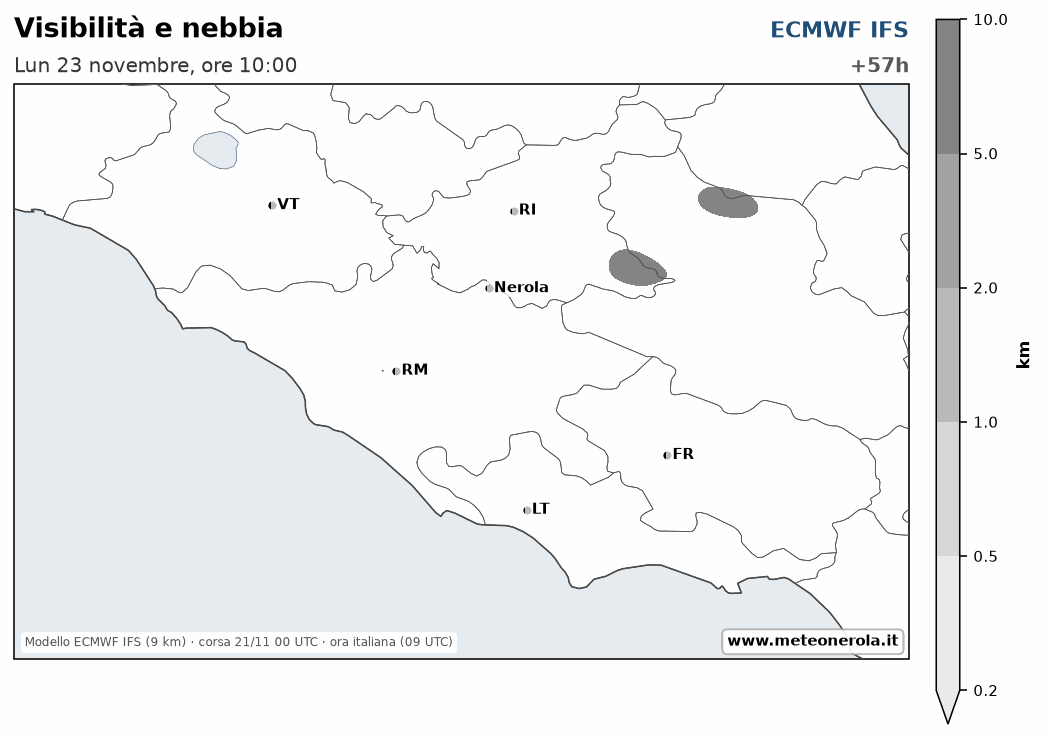 Visibilità e nebbia
ECMWF IFS
Lun 23 novembre, ore 10:00
+57h
VT
RI
Nerola
RM
FR
LT
Modello ECMWF IFS (9 km) · corsa 21/11 00 UTC · ora italiana (09 UTC)
www.meteonerola.it
10.0
5.0
2.0
1.0
0.5
0.2
km